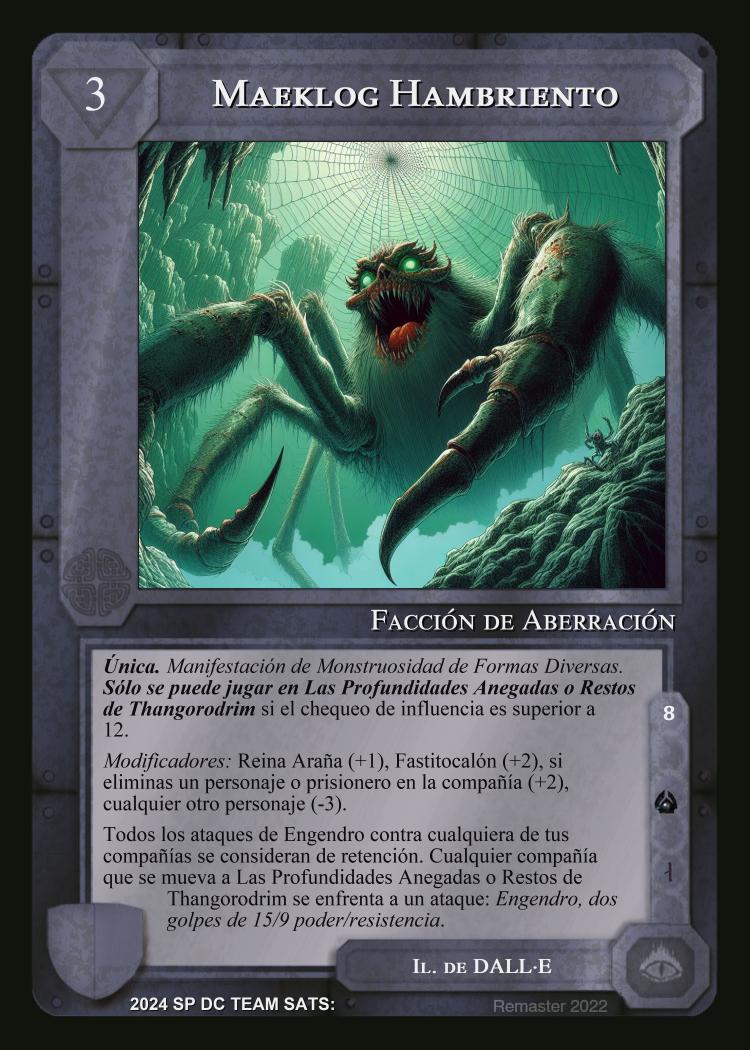 3
Maeklog Hambriento
Facción de Aberración
Única. Manifestación de Monstruosidad de Formas Diversas.
Sólo se puede jugar en Las Profundidades Anegadas o Restos
de Thangorodrim si el chequeo de influencia es superior a
12.
8
Modificadores: Reina Araña (+1), Fastitocalón (+2), si
eliminas un personaje o prisionero en la compañía (+2),
cualquier otro personaje (-3).
Todos los ataques de Engendro contra cualquiera de tus
compañías se consideran de retención. Cualquier compañía
que se mueva a Las Profundidades Anegadas o Restos de
Thangorodrim se enfrenta a un ataque: Engendro, dos
golpes de 15/9 poder/resistencia.
Il. de DALL·E
2024 SP DC TEAM SATS:
Remaster 2022